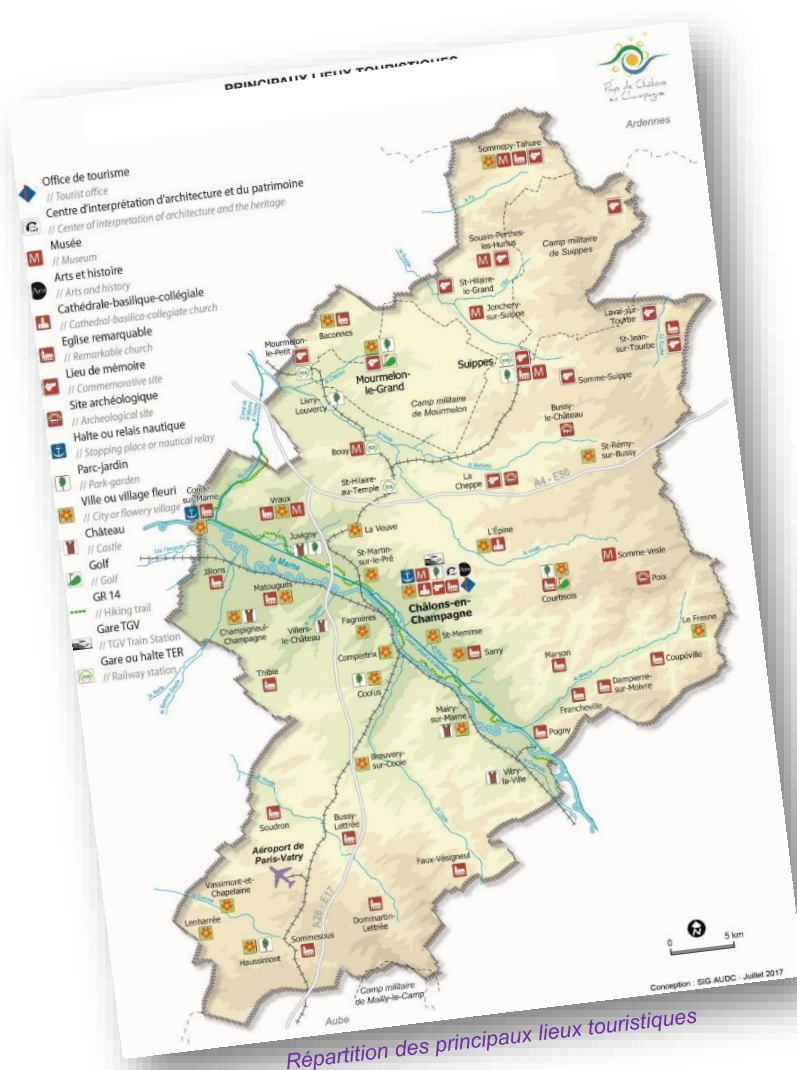 PRINCIPAUX LIEUX TOURISTIQUES
Pays de Châlons
en Champagne
Office de tourisme
// Tourist office
Centre d'interprétation d'architecture et du patrimoine
// Center of interpretation of architecture and the heritage
Musée
// Museum
Arts et histoire
// Arts and history
Cathédrale-basilique-collégiale
// Cathedral-basilica-collegiate church
Eglise remarquable
// Remarkable church
Lieu de mémoire
// Commemorative site
Site archéologique
// Archeological site
Halte ou relais nautique
// Stopping place or nautical relay
Parc-jardin
// Park-garden
Ville ou village fleuri
// City or flowery village
Château
// Castle
Golf
// Golf
GR 14
// Hiking trail
Gare TGV
// TGV Train Station
Gare ou halte TER
// Railway station
Ardennes
Sommepy-Tahure
Souain-Perthes-
les-Hurlus
Camp militaire
de Suippes
St-Hilaire-
le-Grand
Jonchery-
sur-Suippe
Laval-sur-
Tourbe
St-Jean-
sur-Tourbe
Baconnes
Mourmelon-
le-Petit
Mourmelon-
le-Grand
Suippes
Somme-Suippe
Livry-
Louvercy
Camp militaire
de Mourmelon
Bussy-
le-Château
Bouy
St-Rémy-
sur-Bussy
St-Hilaire-
au-Temple
La
Cheppe
A4 - E50
Condé-
sur-Marne
Vraux
La Veuve
L'Épine
Juvigny
la Marne
St-Martin-
sur-le-Pré
Somme-Vesle
Jâlons
Matougues
Châlons-en-
Champagne
Courtisols
Poix
Champigneul-
Champagne
Villers-
le-Château
Fagnières
St-Memmie
Le Fresne
Compertrix
Sarry
Marson
Coupéville
Thibie
Coolus
Dampierre-
sur-Moivre
Francheville
Mairy-
sur-Marne
Pogny
Breuvery-
sur-Coole
Vitry-
la-Ville
Soudron
Bussy-
Lettrée
Aéroport de
Paris-Vatry
Faux-Vésigneul
Vassimont-et-
Chapelaine
A26 - E17
Lenharrée
Dommartin-
Lettrée
Haussimont
Sommesous
Camp militaire
de Mailly-le-Camp
Aube
N
0 5 km
Conception : SIG AUDC - Juillet 2017
Répartition des principaux lieux touristiques